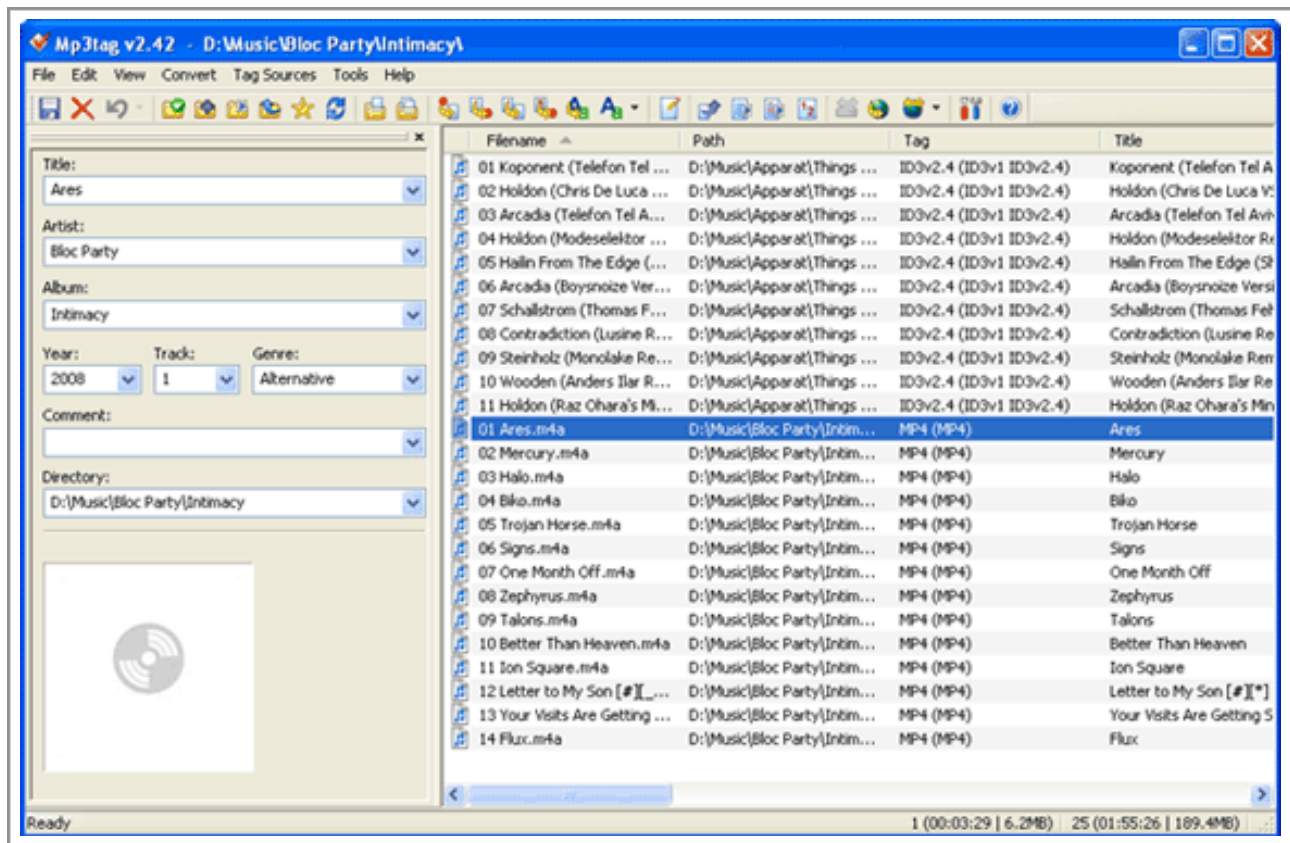 Mp3tag v2.42 - D:\Music\Bloc Party\Intimacy\
File Edit View Convert Tag Sources Tools Help
Title:
Ares
Artist:
Bloc Party
Album:
Intimacy
Year: Track: Genre:
2008 1 Alternative
Comment:
Directory:
D:\Music\Bloc Party\Intimacy
Filename Path Tag Title
01 Koponent (Telefon Tel ... D:\Music\Apparat\Things ... ID3v2.4 (ID3v1 ID3v2.4) Koponent (Telefon Tel A
02 Holdon (Chris De Luca ... D:\Music\Apparat\Things ... ID3v2.4 (ID3v1 ID3v2.4) Holdon (Chris De Luca V
03 Arcadia (Telefon Tel A... D:\Music\Apparat\Things ... ID3v2.4 (ID3v1 ID3v2.4) Arcadia (Telefon Tel Avi
04 Holdon (Modeselektor ... D:\Music\Apparat\Things ... ID3v2.4 (ID3v1 ID3v2.4) Holdon (Modeselektor Re
05 Hailin From The Edge (... D:\Music\Apparat\Things ... ID3v2.4 (ID3v1 ID3v2.4) Hailin From The Edge (Sh
06 Arcadia (Boysnoize Ver... D:\Music\Apparat\Things ... ID3v2.4 (ID3v1 ID3v2.4) Arcadia (Boysnoize Versi
07 Schallstrom (Thomas F... D:\Music\Apparat\Things ... ID3v2.4 (ID3v1 ID3v2.4) Schallstrom (Thomas Feh
08 Contradiction (Lusine R... D:\Music\Apparat\Things ... ID3v2.4 (ID3v1 ID3v2.4) Contradiction (Lusine Re
09 Steinholz (Monolake Re... D:\Music\Apparat\Things ... ID3v2.4 (ID3v1 ID3v2.4) Steinholz (Monolake Rem
10 Wooden (Anders Ilar R... D:\Music\Apparat\Things ... ID3v2.4 (ID3v1 ID3v2.4) Wooden (Anders Ilar Re
11 Holdon (Raz Ohara's Mi... D:\Music\Apparat\Things ... ID3v2.4 (ID3v1 ID3v2.4) Holdon (Raz Ohara's Min
01 Ares.m4a D:\Music\Bloc Party\Intim... MP4 (MP4) Ares
02 Mercury.m4a D:\Music\Bloc Party\Intim... MP4 (MP4) Mercury
03 Halo.m4a D:\Music\Bloc Party\Intim... MP4 (MP4) Halo
04 Biko.m4a D:\Music\Bloc Party\Intim... MP4 (MP4) Biko
05 Trojan Horse.m4a D:\Music\Bloc Party\Intim... MP4 (MP4) Trojan Horse
06 Signs.m4a D:\Music\Bloc Party\Intim... MP4 (MP4) Signs
07 One Month Off.m4a D:\Music\Bloc Party\Intim... MP4 (MP4) One Month Off
08 Zephyrus.m4a D:\Music\Bloc Party\Intim... MP4 (MP4) Zephyrus
09 Talons.m4a D:\Music\Bloc Party\Intim... MP4 (MP4) Talons
10 Better Than Heaven.m4a D:\Music\Bloc Party\Intim... MP4 (MP4) Better Than Heaven
11 Ion Square.m4a D:\Music\Bloc Party\Intim... MP4 (MP4) Ion Square
12 Letter to My Son [#][_... D:\Music\Bloc Party\Intim... MP4 (MP4) Letter to My Son [#][*]
13 Your Visits Are Getting ... D:\Music\Bloc Party\Intim... MP4 (MP4) Your Visits Are Getting S
14 Flux.m4a D:\Music\Bloc Party\Intim... MP4 (MP4) Flux
Ready 1 (00:03:29 | 6.2MB) 25 (01:55:26 | 189.4MB)